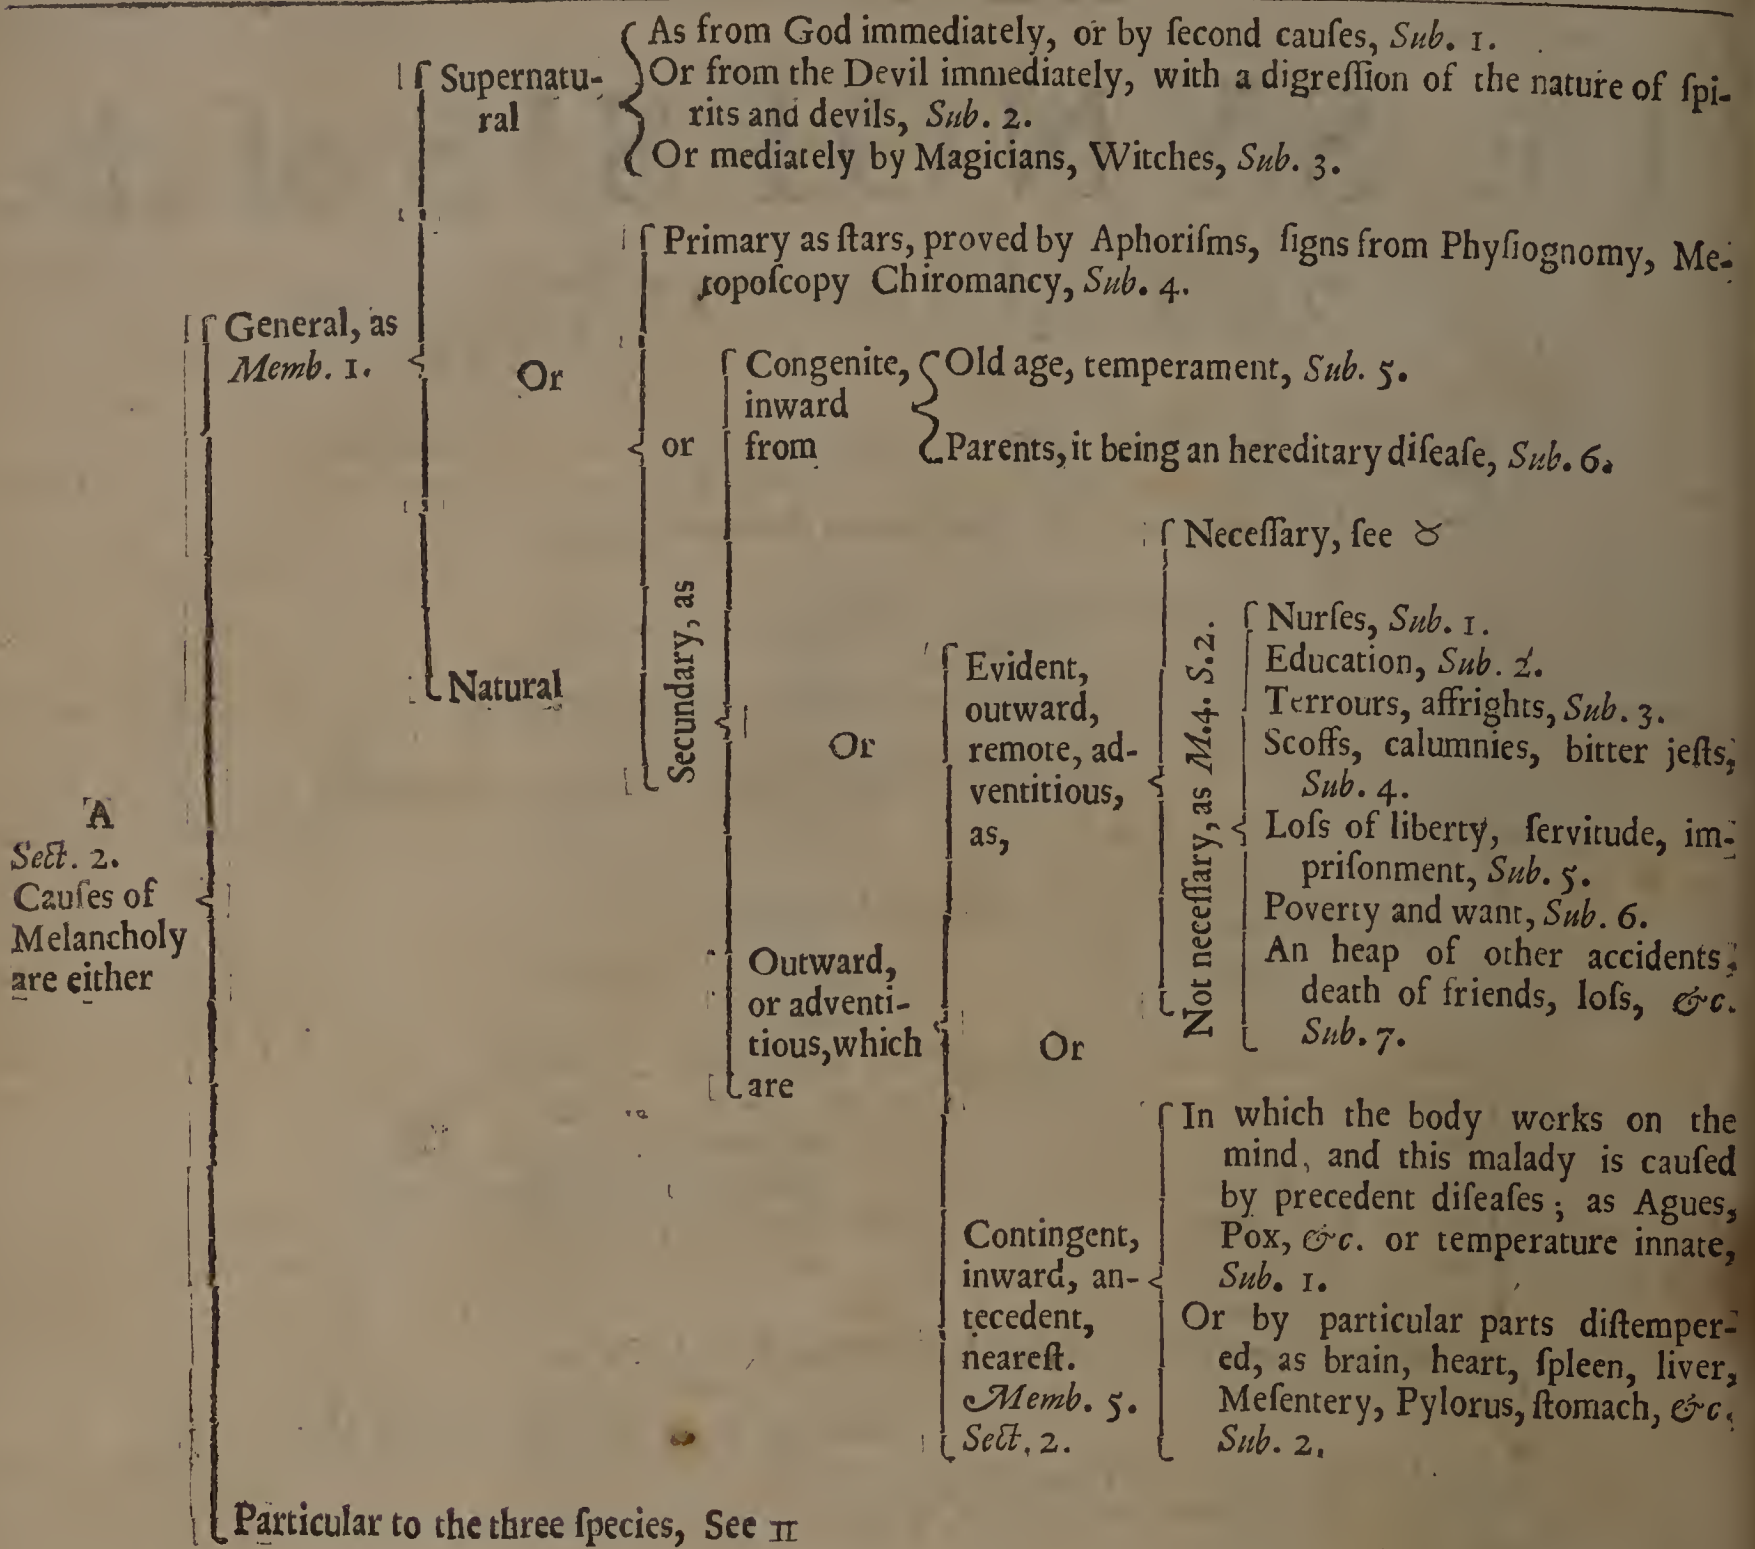 As from God immediately, or by ſecond cauſes, Sub. 1.
Supernatu-
ral
Or from the Devil immediately, with a digreſſion of the nature of ſpi-
rits and devils, Sub. 2.
Or mediately by Magicians, Witches, Sub. 3.
Primary as ſtars, proved by Aphoriſms, ſigns from Phyſiognomy, Me-
topoſcopy Chiromancy, Sub. 4.
General, as
Memb. 1.
Or
or
Congenite,
inward
from
Old age, temperament, Sub. 5.
Parents, it being an hereditary diſeaſe, Sub. 6.
Secundary, as
Natural
Neceſſary, ſee ♉
Or
Evident,
outward,
remote, ad-
ventitious,
as,
Not neceſſary, as M.4. S.2.
Nurſes, Sub. 1.
Education, Sub. 2.
Terrours, affrights, Sub. 3.
Scoffs, calumnies, bitter jeſts,
Sub. 4.
Loſs of liberty, ſervitude, im-
priſonment, Sub. 5.
Poverty and want, Sub. 6.
An heap of other accidents,
death of friends, loſs, &c.
Sub. 7.
A
Sect. 2.
Cauſes of
Melancholy
are either
Outward,
or adventi-
tious, which
are
Or
Contingent,
inward, an-
tecedent,
neareſt.
Memb. 5.
Sect. 2.
In which the body works on the
mind, and this malady is cauſed
by precedent diſeaſes; as Agues,
Pox, &c. or temperature innate,
Sub. 1.
Or by particular parts diſtemper-
ed, as brain, heart, ſpleen, liver,
Meſentery, Pylorus, ſtomach, &c.
Sub. 2.
Particular to the three ſpecies, See ♊